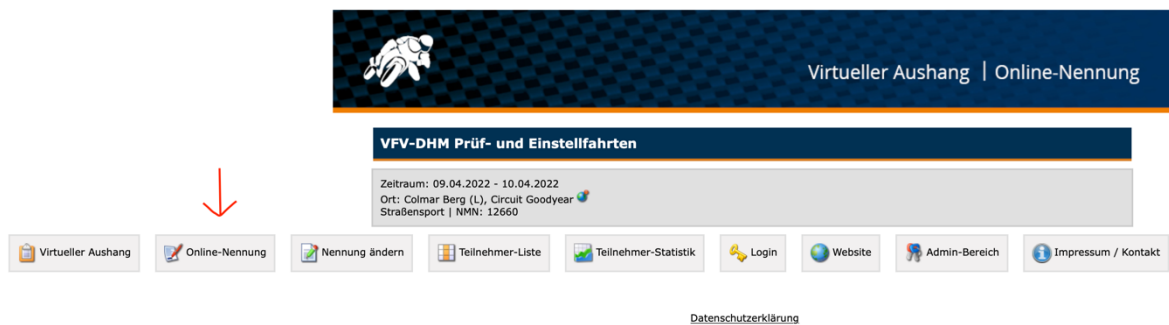 Virtueller Aushang | Online-Nennung
VFV-DHM Prüf- und Einstellfahrten
Zeitraum: 09.04.2022 - 10.04.2022
Ort: Colmar Berg (L), Circuit Goodyear
Straßensport | NMN: 12660
Virtueller Aushang Online-Nennung Nennung ändern Teilnehmer-Liste Teilnehmer-Statistik Login Website Admin-Bereich Impressum / Kontakt
Datenschutzerklärung